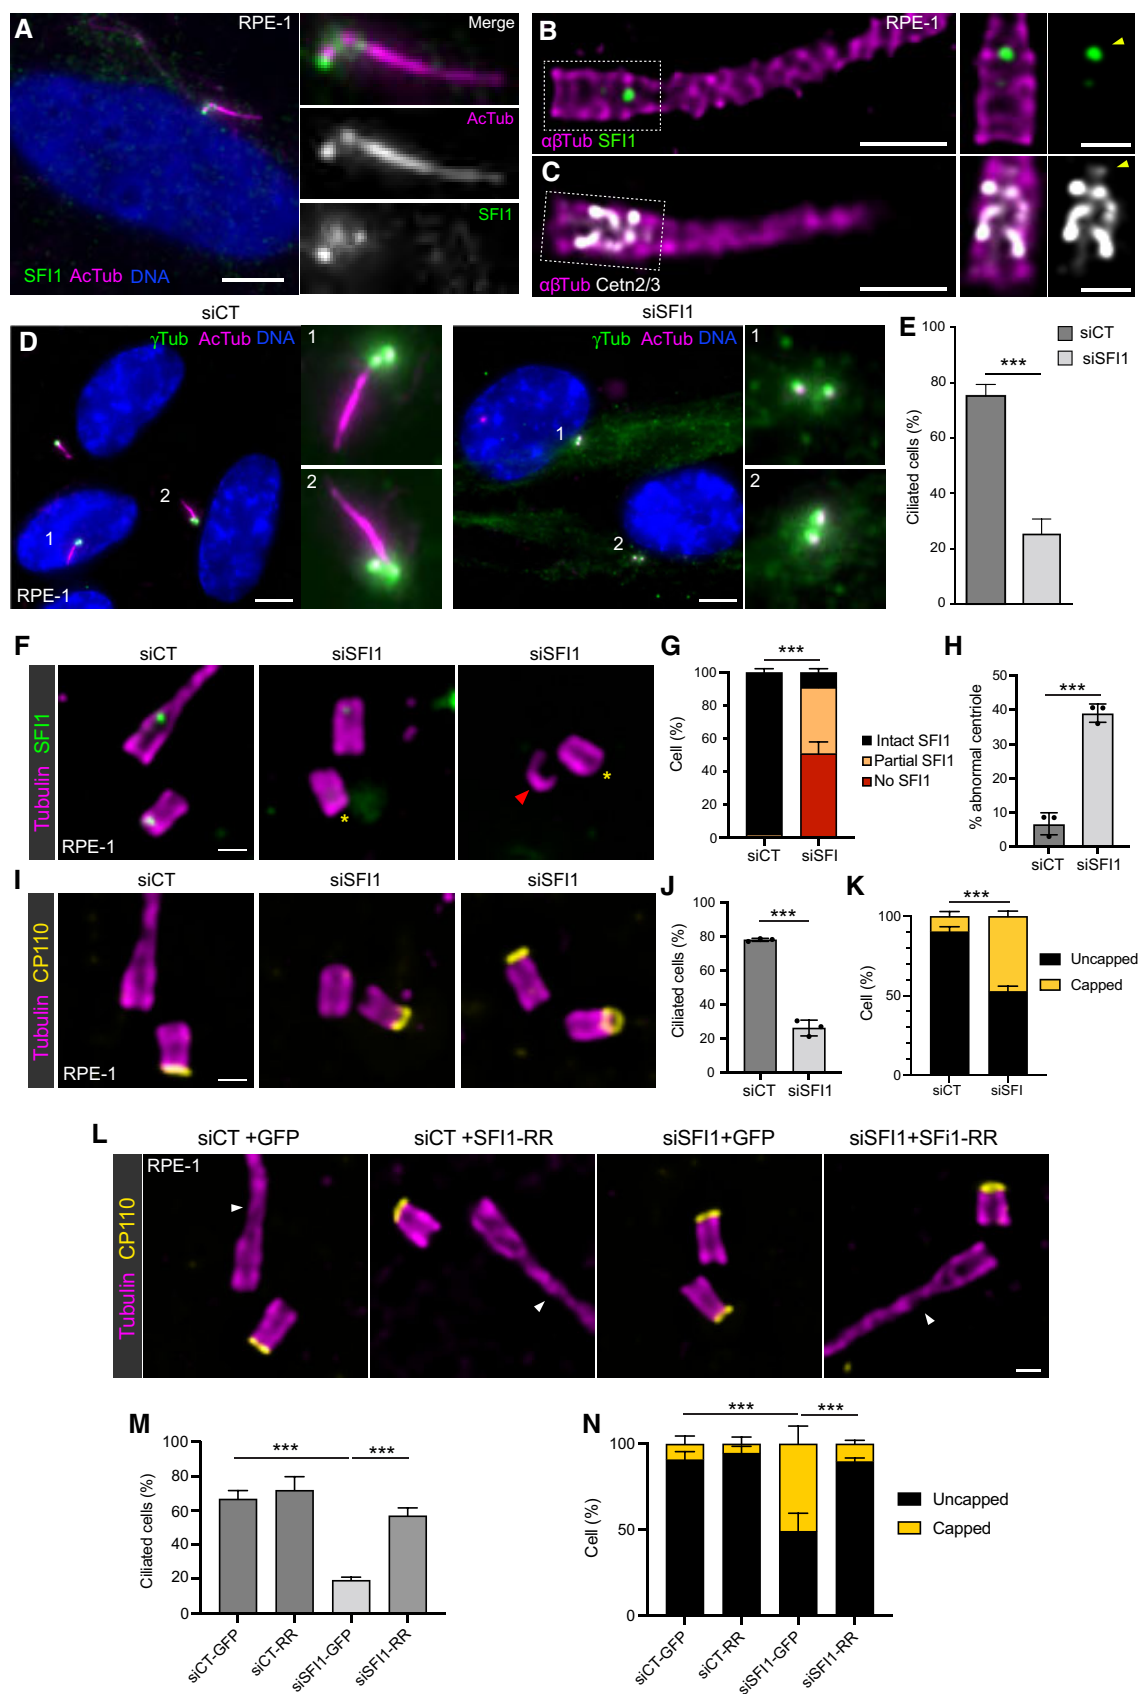 A
RPE-1
SFI1 AcTub DNA
Merge
AcTub
SFI1
B
RPE-1
αβTub SFI1
C
αβTub Cetn2/3
siCT
siSFI1
D
γTub AcTub DNA
1
2
RPE-1
1
2
γTub AcTub DNA
1
2
1
2
E
Ciliated cells (%)
100
80
60
40
20
0
***
siCT
siSFI1
F
siCT
siSFI1
siSFI1
Tubulin SFI1
RPE-1
*
*
G
***
Cell (%)
100
80
60
40
20
0
siCT
siSFI
Intact SFI1
Partial SFI1
No SFI1
H
% abnormal centriole
50
40
30
20
10
0
***
siCT
siSFI1
I
siCT
siSFI1
siSFI1
Tubulin CP110
RPE-1
J
Ciliated cells (%)
100
80
60
40
20
0
***
siCT
siSFI1
K
***
Cell (%)
100
50
0
siCT
siSFI
Uncapped
Capped
L
siCT +GFP
siCT +SFI1-RR
siSFI1+GFP
siSFI1+SFi1-RR
Tubulin CP110
RPE-1
M
Ciliated cells (%)
100
80
60
40
20
0
***
***
siCT-GFP
siCT-RR
siSFI1-GFP
siSFI1-RR
N
***
***
Cell (%)
100
50
0
siCT-GFP
siCT-RR
siSFI1-GFP
siSFI1-RR
Uncapped
Capped